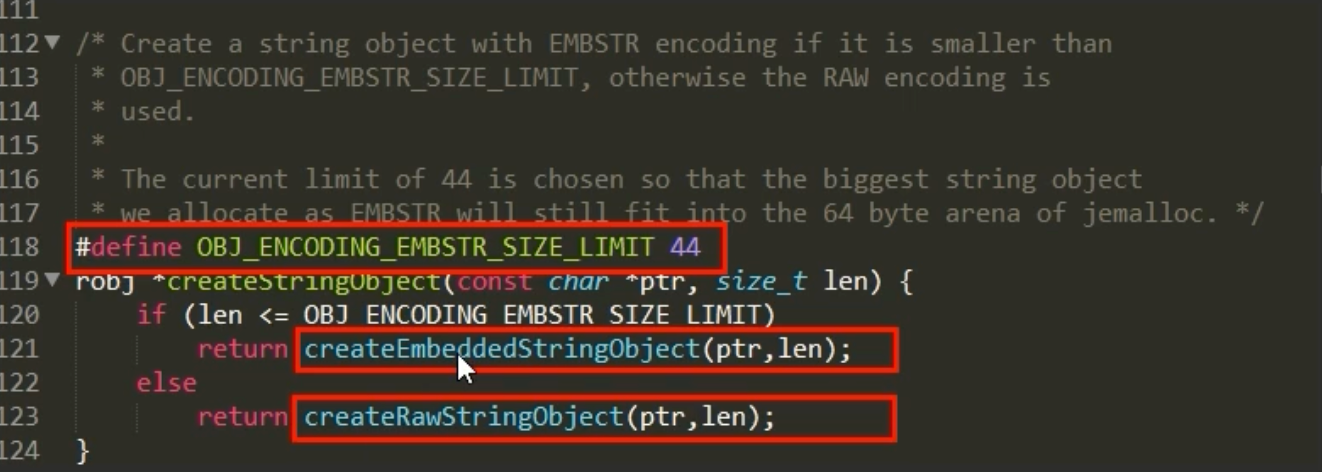 111
112 /* Create a string object with EMBSTR encoding if it is smaller than
113 * OBJ_ENCODING_EMBSTR_SIZE_LIMIT, otherwise the RAW encoding is
114 * used.
115 *
116 * The current limit of 44 is chosen so that the biggest string object
117 * we allocate as EMBSTR will still fit into the 64 byte arena of jemalloc. */
118 #define OBJ_ENCODING_EMBSTR_SIZE_LIMIT 44
119 robj *createStringObject(const char *ptr, size_t len) {
120 if (len <= OBJ_ENCODING_EMBSTR_SIZE_LIMIT)
121 return createEmbeddedStringObject(ptr,len);
122 else
123 return createRawStringObject(ptr,len);
124 }